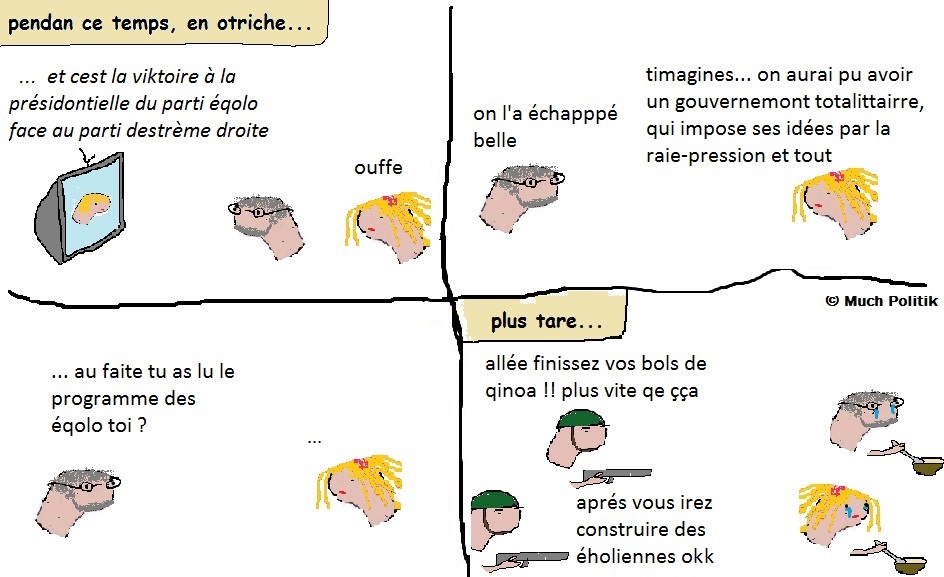 pendan ce temps, en otriche...
... et cest la viktoire à la
présidontielle du parti éqolo
face au parti destrème droite
ouffe
on l'a échapppé
belle
timagines... on aurai pu avoir
un gouvernemont totalittairre,
qui impose ses idées par la
raie-pression et tout
© Much Politik
... au faite tu as lu le
programme des
éqolo toi ?
...
plus tare...
allée finissez vos bols de
qinoa !! plus vite qe çça
aprés vous irez
construire des
éholiennes okk